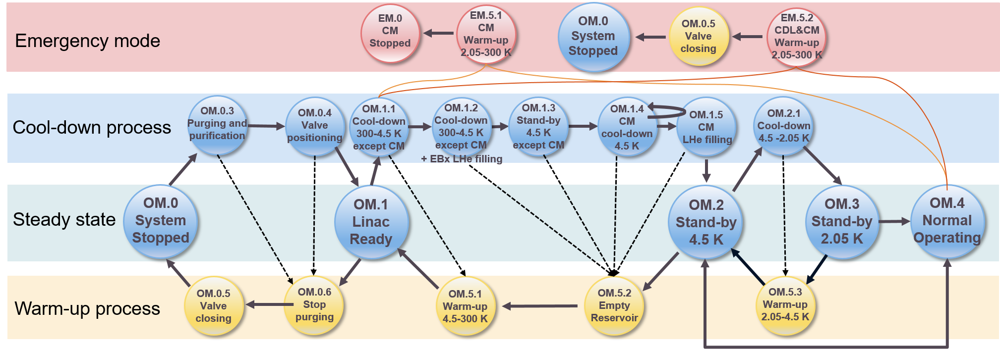 Emergency mode
EM.0
CM
Stopped
EM.5.1
CM
Warm-up
2.05-300 K
OM.0
System
Stopped
OM.0.5
Valve
closing
EM.5.2
CDL&CM
Warm-up
2.05-300 K
Cool-down process
OM.0.3
Purging and
purification
OM.0.4
Valve
positioning
OM.1.1
Cool-down
300-4.5 K
except CM
OM.1.2
Cool-down
300-4.5 K
except CM
+ EBx LHe filling
OM.1.3
Stand-by
4.5 K
except CM
OM.1.4
CM
cool-down
4.5 K
OM.1.5
CM
LHe filling
OM.2.1
Cool-down
4.5 -2.05 K
Steady state
OM.0
System
Stopped
OM.1
Linac
Ready
OM.2
Stand-by
4.5 K
OM.3
Stand-by
2.05 K
OM.4
Normal
Operating
Warm-up process
OM.0.5
Valve
closing
OM.0.6
Stop
purging
OM.5.1
Warm-up
4.5-300 K
OM.5.2
Empty
Reservoir
OM.5.3
Warm-up
2.05-4.5 K